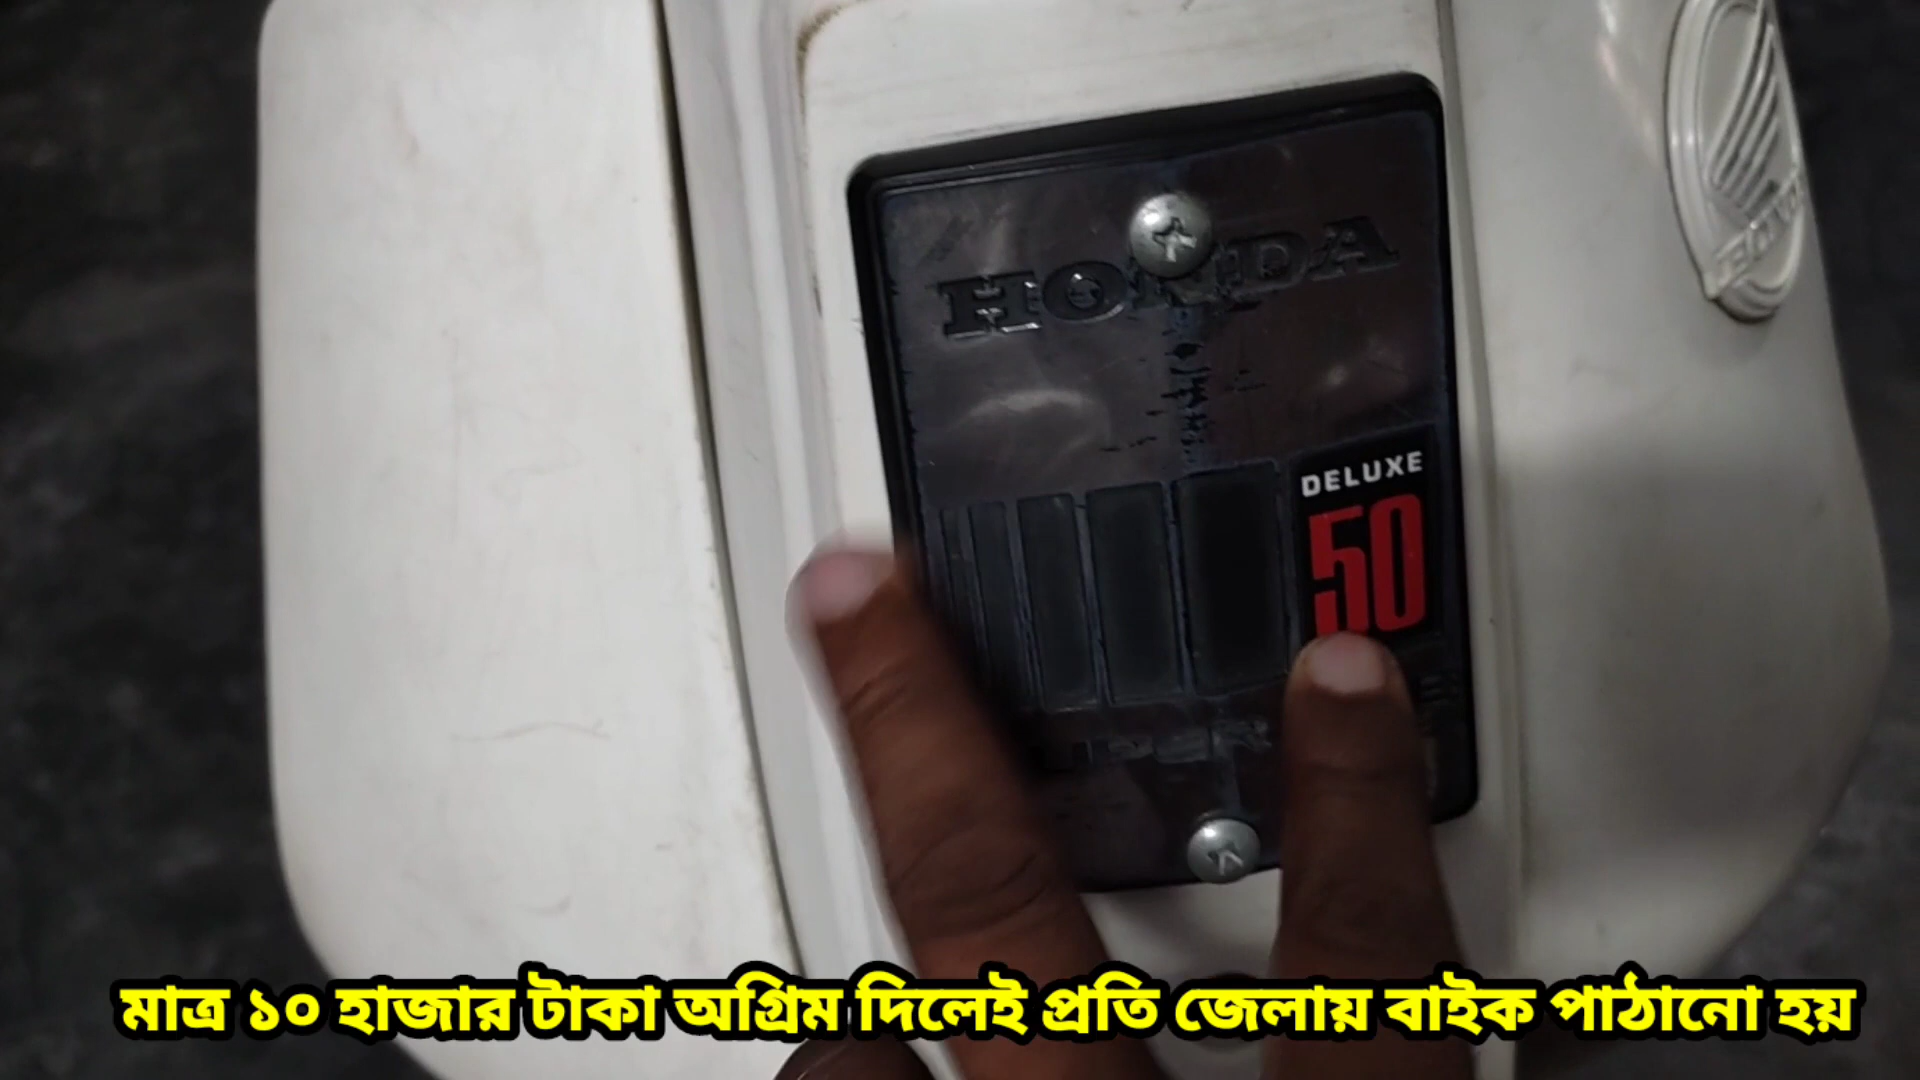 HONDA
DELUXE
50
মাত্র ১০ হাজার টাকা অগ্রিম দিলেই প্রতি জেলায় বাইক পাঠানো হয়